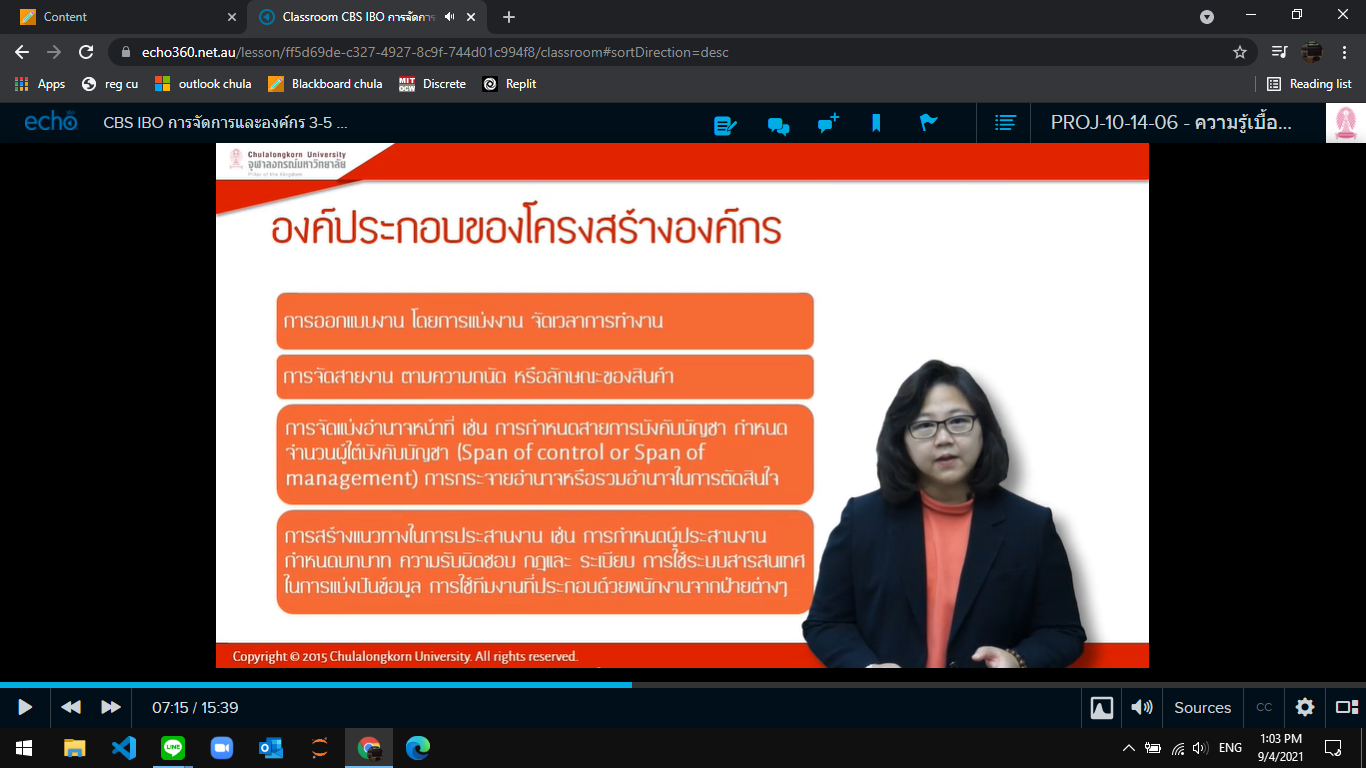 Content
Classroom CBS IBO การจัดการ
echo360.net.au/lesson/ff5d69de-c327-4927-8c9f-744d01c994f8/classroom#sortDirection=desc
Apps reg cu outlook chula Blackboard chula MIT OCW Discrete Replit Reading list
echo CBS IBO การจัดการและองค์กร 3-5 ... PROJ-10-14-06 - ความรู้เบื้อ...
Chulalongkorn University
จุฬาลงกรณ์มหาวิทยาลัย
Pillar of the Kingdom
องค์ประกอบของโครงสร้างองค์กร
การออกแบบงาน โดยการแบ่งงาน จัดเวลาการทำงาน
การจัดสายงาน ตามความถนัด หรือลักษณะของสินค้า
การจัดแบ่งอำนาจหน้าที่ เช่น การกำหนดสายการบังคับบัญชา กำหนด
จำนวนผู้ใต้บังคับบัญชา (Span of control or Span of
management) การกระจายอำนาจหรือรวมอำนาจในการตัดสินใจ
การสร้างแนวทางในการประสานงาน เช่น การกำหนดผู้ประสานงาน
กำหนดบทบาท ความรับผิดชอบ กฎและ ระเบียบ การใช้ระบบสารสนเทศ
ในการแบ่งปันข้อมูล การใช้ทีมงานที่ประกอบด้วยพนักงานจากฝ่ายต่างๆ
Copyright © 2015 Chulalongkorn University. All rights reserved.
07:15 / 15:39 Sources CC
LINE ENG 1:03 PM
9/4/2021